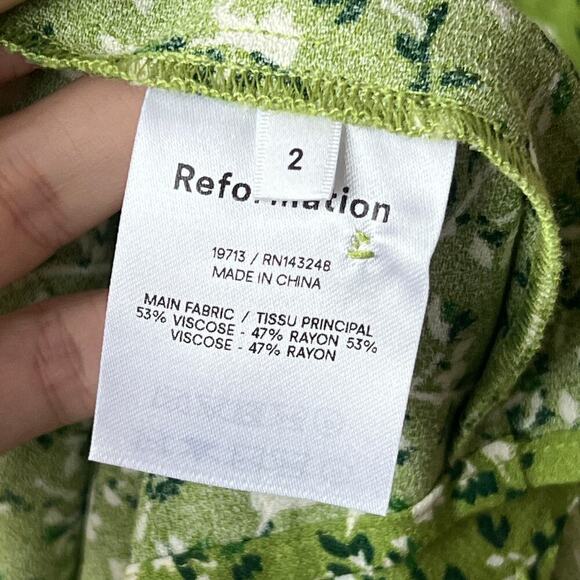 2
Reformation
19713 / RN143248
MADE IN CHINA
MAIN FABRIC / TISSU PRINCIPAL
53% VISCOSE - 47% RAYON 53%
VISCOSE - 47% RAYON